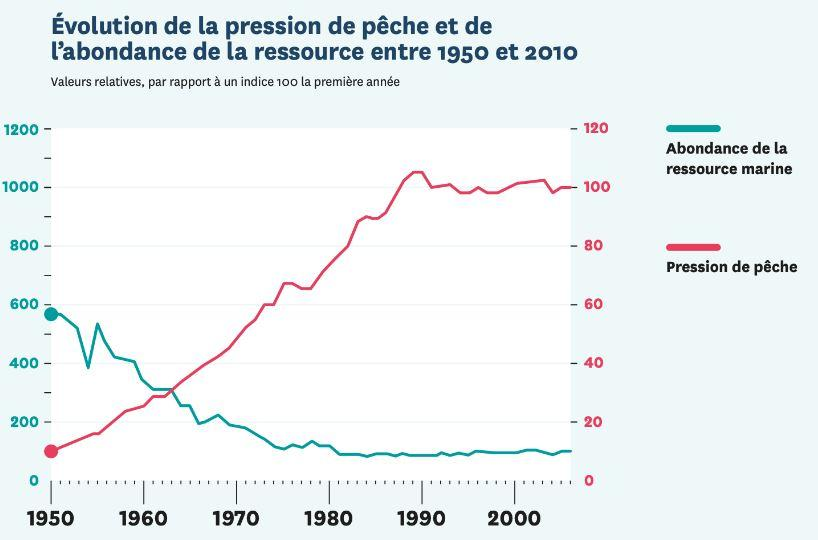 Évolution de la pression de pêche et de
l'abondance de la ressource entre 1950 et 2010
Valeurs relatives, par rapport à un indice 100 la première année
1200
1000
800
600
400
200
0
120
100
80
60
40
20
0
1950 1960 1970 1980 1990 2000
Abondance de la
ressource marine
Pression de pêche